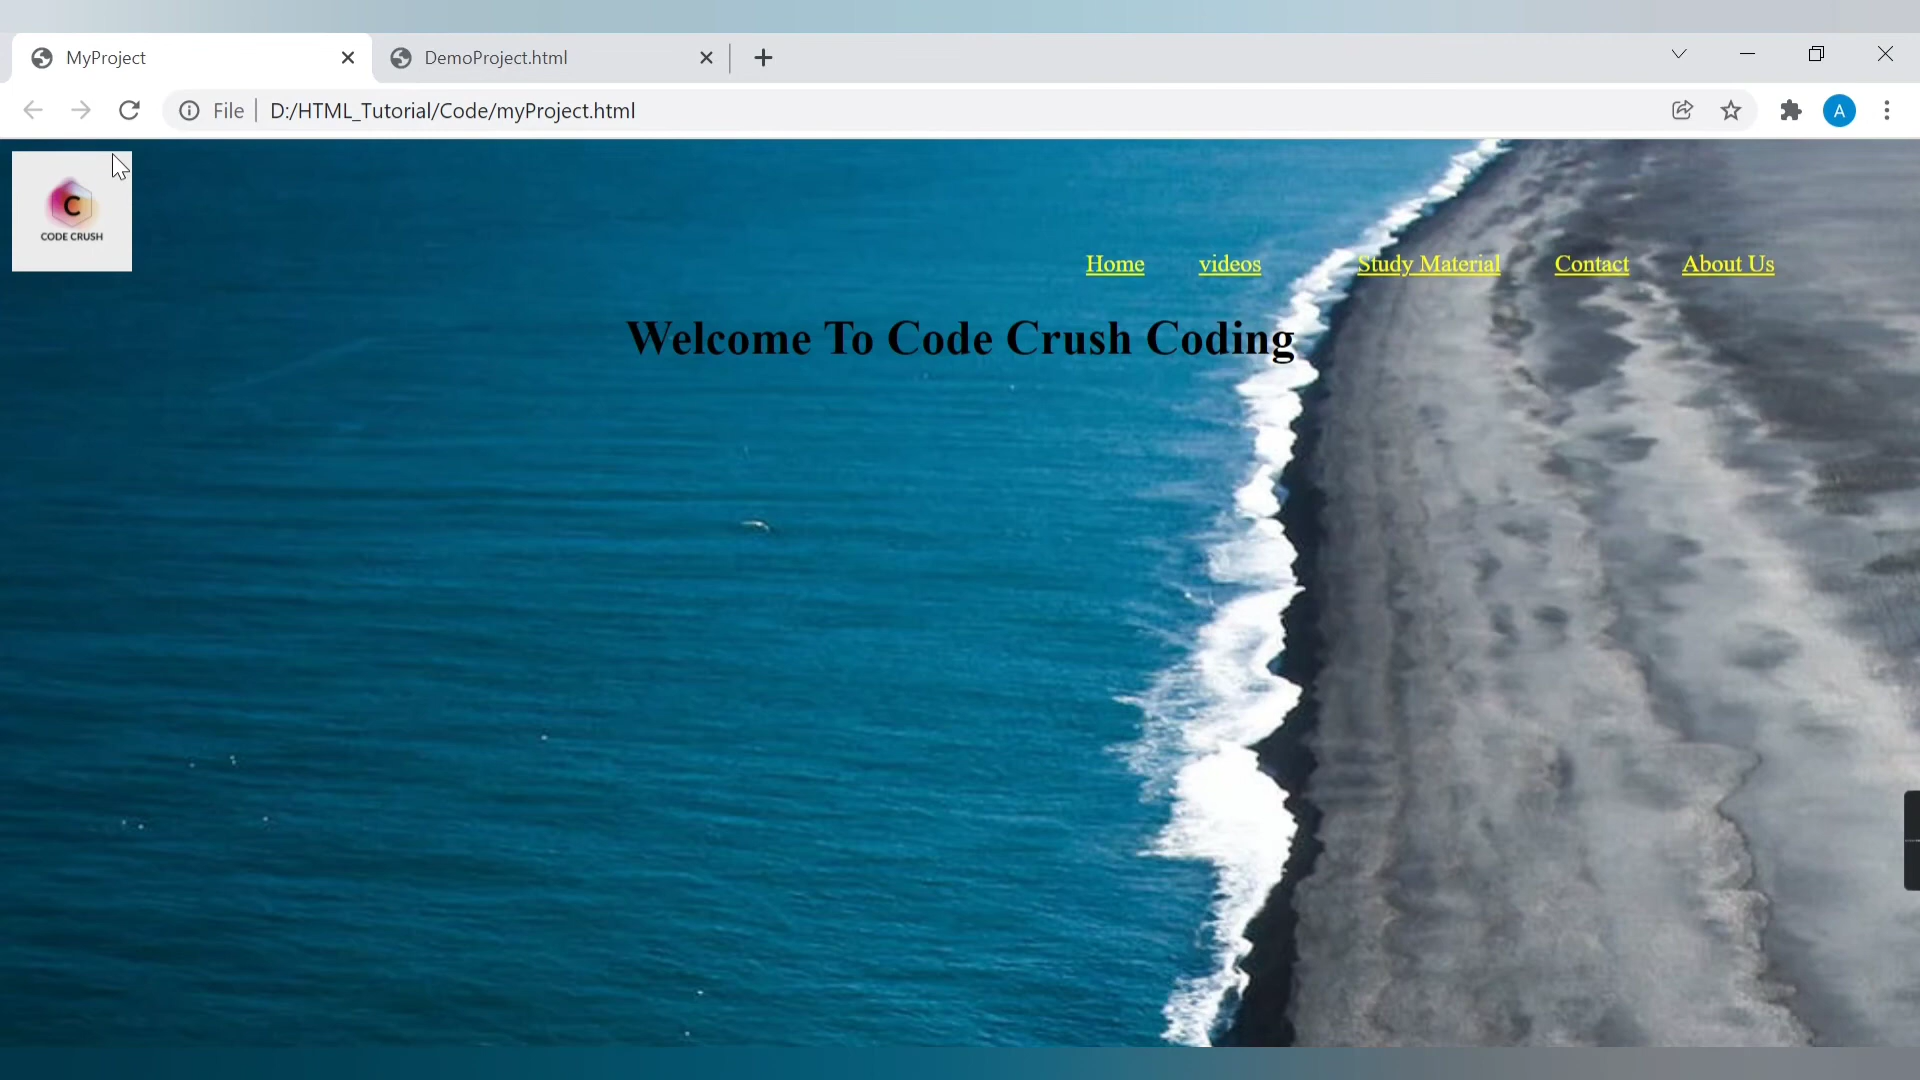 MyProject
DemoProject.html
File
D:/HTML_Tutorial/Code/myProject.html
A
C
CODE CRUSH
Home videos Study Material Contact About Us
Welcome To Code Crush Coding